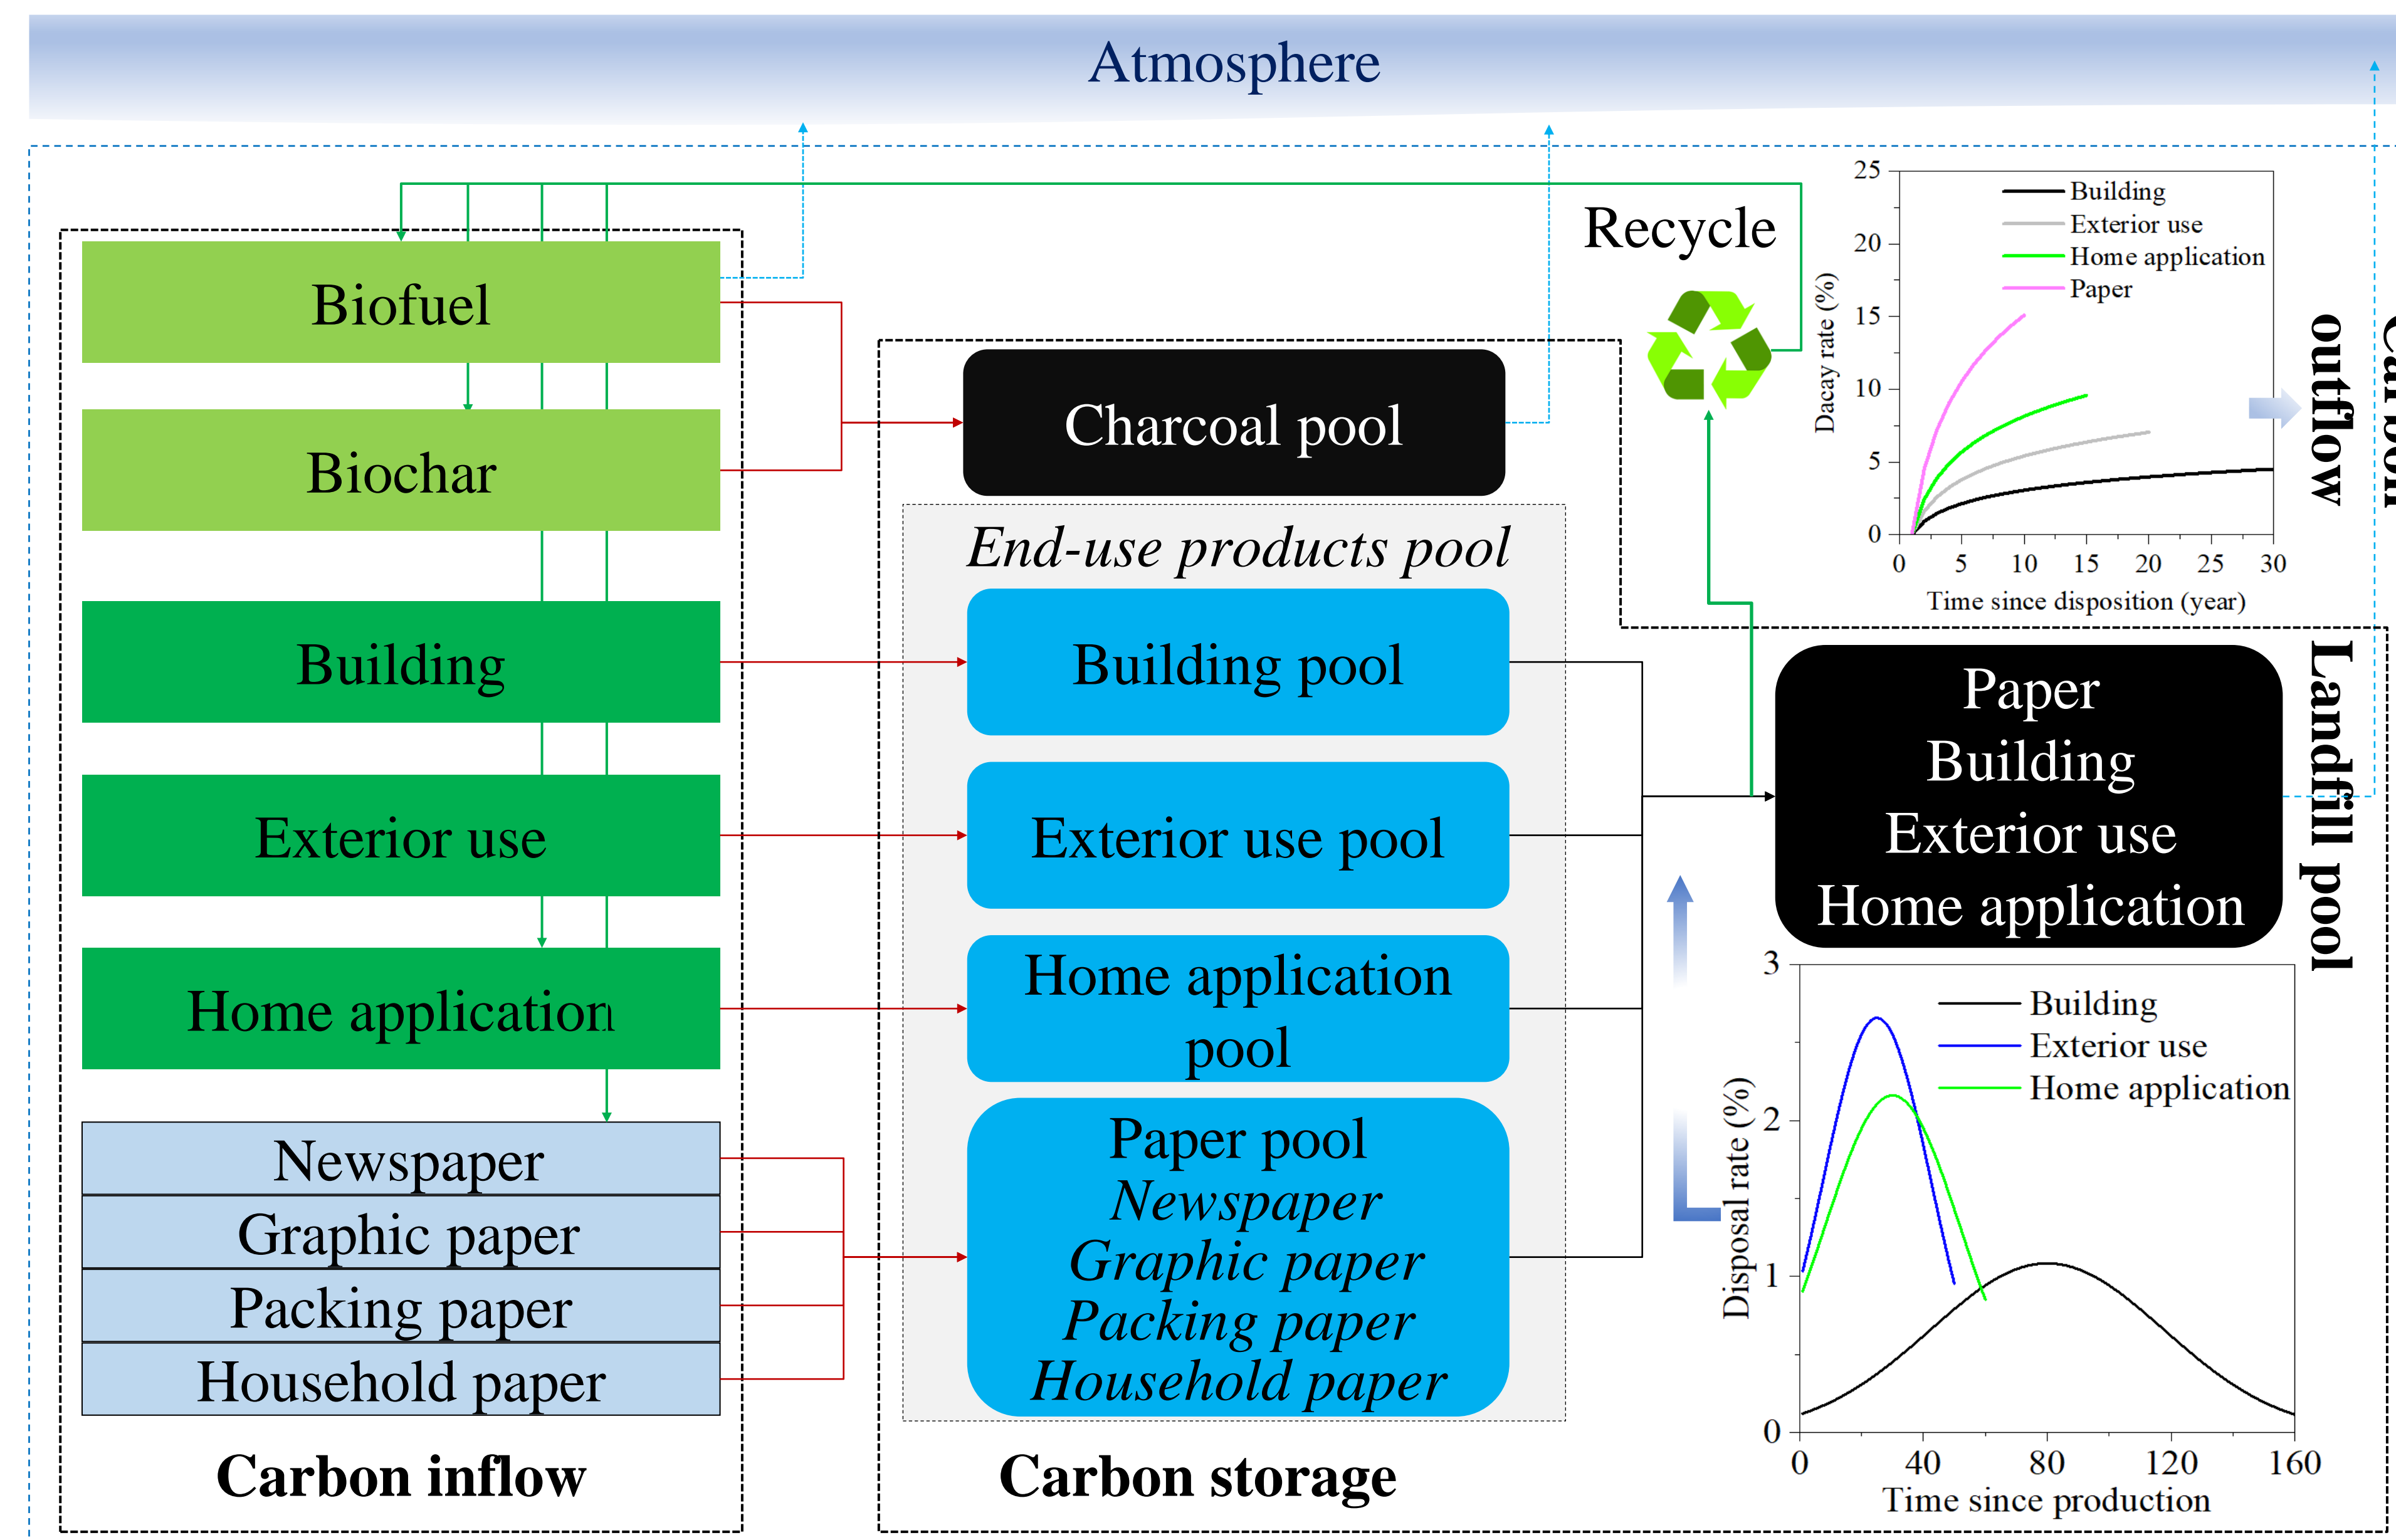 Atmosphere
Biofuel
Biochar
Building
Exterior use
Home application
Newspaper
Graphic paper
Packing paper
Household paper
Carbon inflow
Charcoal pool
End-use products pool
Building pool
Exterior use pool
Home application
pool
Paper pool
Newspaper
Graphic paper
Packing paper
Household paper
Carbon storage
Recycle
25
20
15
10
5
0
Dacay rate (%)
Building
Exterior use
Home application
Paper
0 5 10 15 20 25 30
Time since disposition (year)
Carbon
outflow
Paper
Building
Exterior use
Home application
Landfill pool
3
2
1
0
Disposal rate (%)
Building
Exterior use
Home application
0 40 80 120 160
Time since production